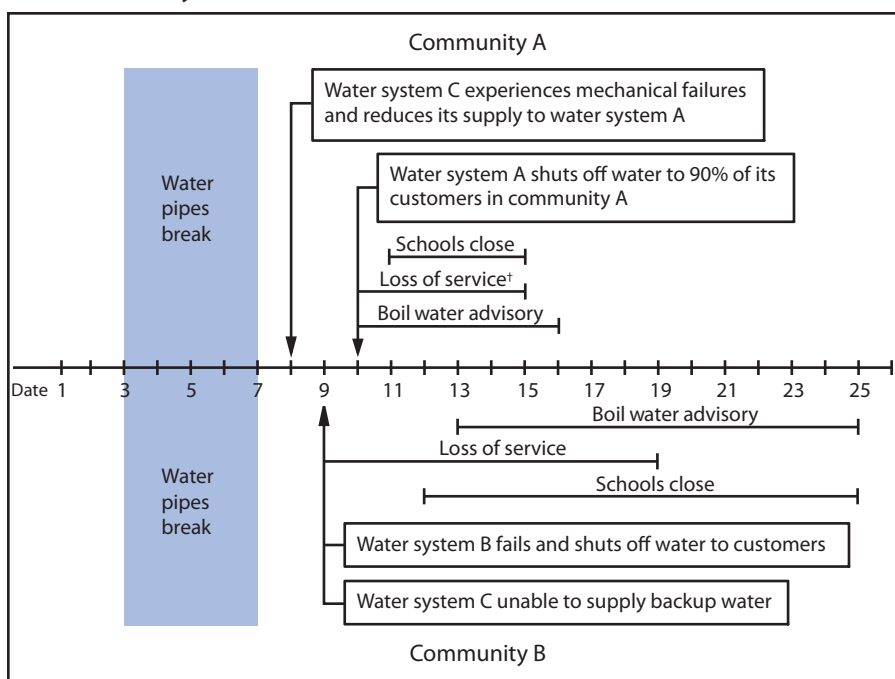 Community A
Water system C experiences mechanical failures
and reduces its supply to water system A
Water system A shuts off water to 90% of its
customers in community A
Water
pipes
break
Schools close
Loss of service†
Boil water advisory
Date 1 3 5 7 9 11 13 15 17 19 21 23 25
Boil water advisory
Loss of service
Water
pipes
break
Schools close
Water system B fails and shuts off water to customers
Water system C unable to supply backup water
Community B